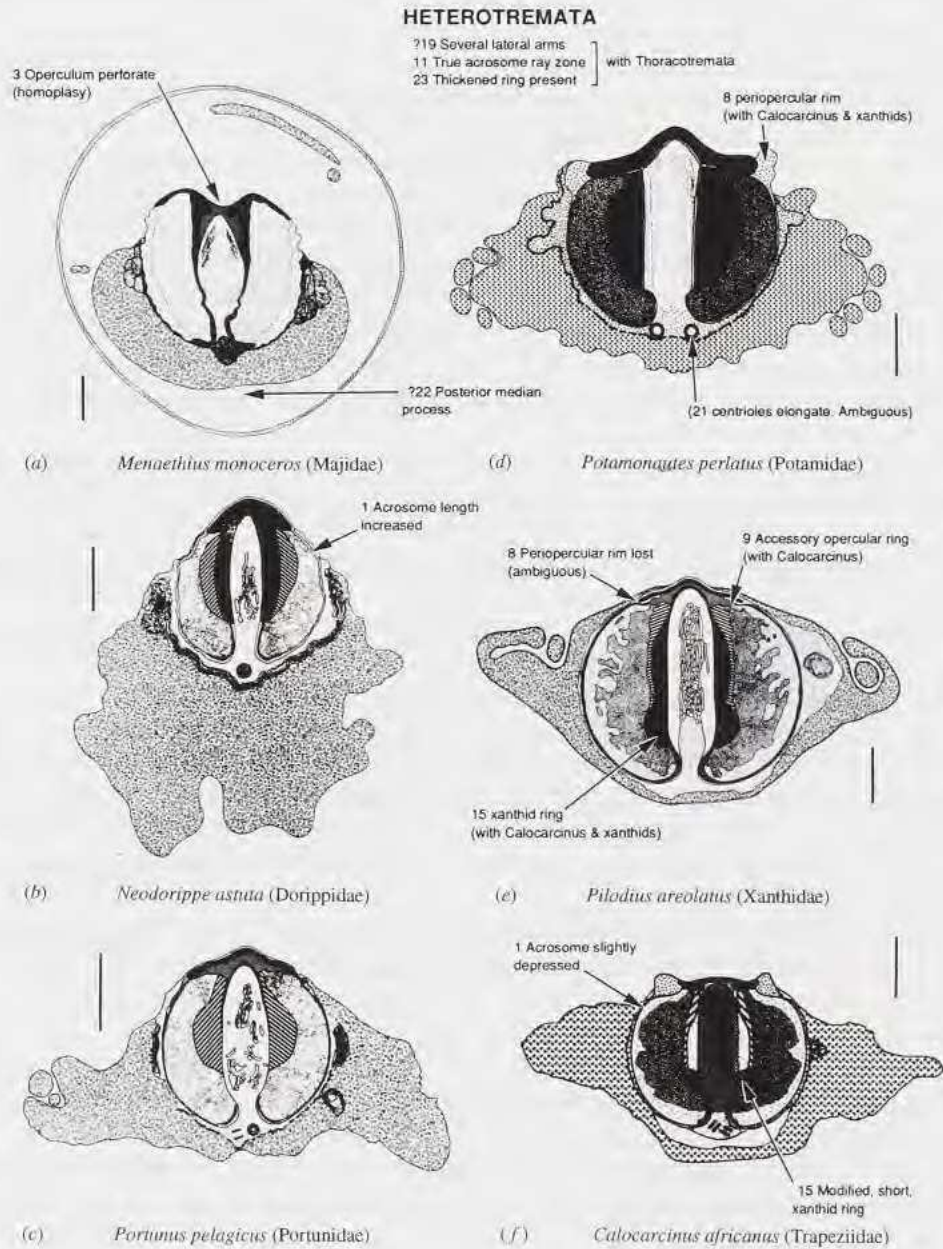 HETEROTREMATA
?19 Several lateral arms
11 True acrosome ray zone
23 Thickened ring present
with Thoracotremata
3 Operculum perforate
(homoplasy)
8 periopercular rim
(with Calocarcinus & xanthids)
?22 Posterior median
process
(21 centrioles elongate. Ambiguous)
(a) Menaethius monoceros (Majidae)
(d) Potamonautes perlatus (Potamidae)
1 Acrosome length
increased
8 Periopercular rim lost
(ambiguous)
9 Accessory opercular ring
(with Calocarcinus)
15 xanthid ring
(with Calocarcinus & xanthids)
(b) Neodorippe astuta (Dorippidae)
(e) Pilodius areolatus (Xanthidae)
1 Acrosome slightly
depressed
15 Modified, short,
xanthid ring
(c) Portunus pelagicus (Portunidae)
(f) Calocarcinus africanus (Trapeziidae)